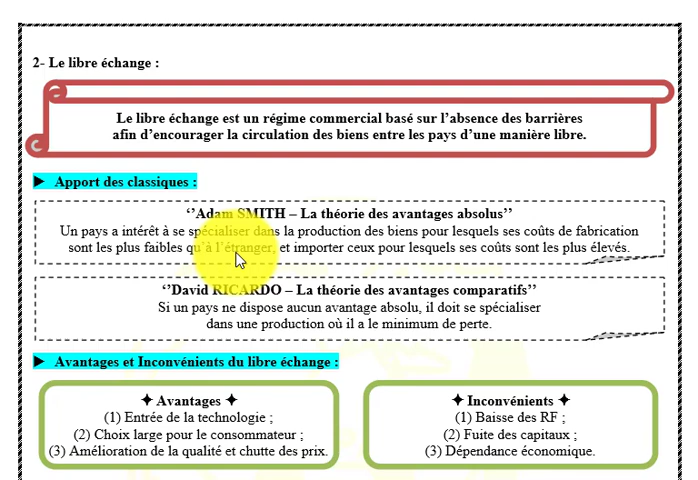 2- Le libre échange :
Le libre échange est un régime commercial basé sur l’absence des barrières
afin d’encourager la circulation des biens entre les pays d’une manière libre.
► Apport des classiques :
‘’Adam SMITH – La théorie des avantages absolus’’
Un pays a intérêt à se spécialiser dans la production des biens pour lesquels ses coûts de fabrication
sont les plus faibles qu’à l’étranger, et importer ceux pour lesquels ses coûts sont les plus élevés.
‘’David RICARDO – La théorie des avantages comparatifs’’
Si un pays ne dispose aucun avantage absolu, il doit se spécialiser
dans une production où il a le minimum de perte.
► Avantages et Inconvénients du libre échange :
✦ Avantages ✦
(1) Entrée de la technologie ;
(2) Choix large pour le consommateur ;
(3) Amélioration de la qualité et chutte des prix.
✦ Inconvénients ✦
(1) Baisse des RF ;
(2) Fuite des capitaux ;
(3) Dépendance économique.